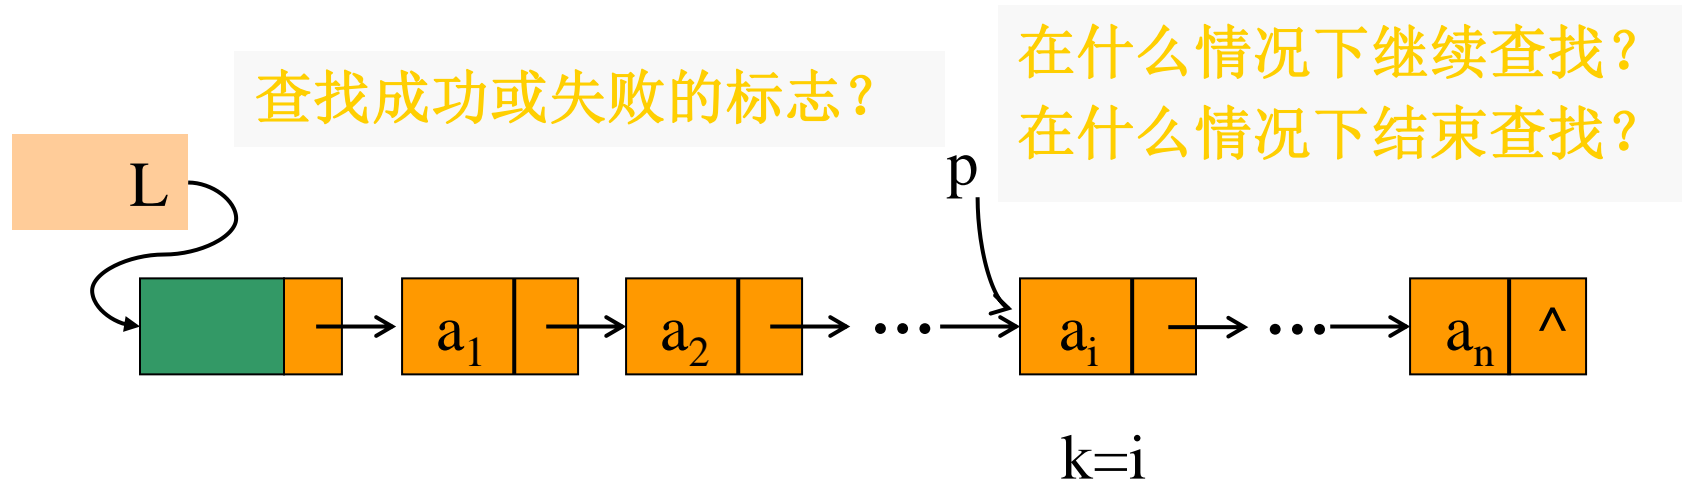 在什么情况下继续查找?
查找成功或失败的标志?
在什么情况下结束查找?
L
p
a1 a2 … ai … an ^
k=i